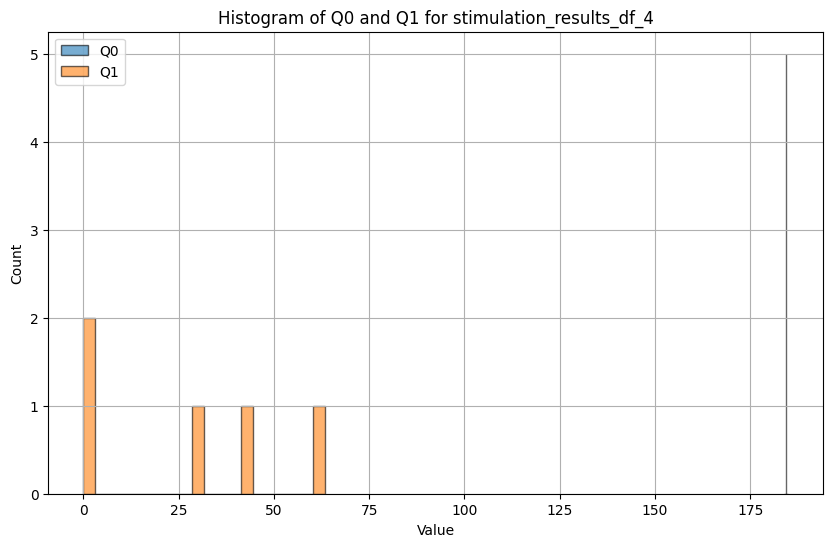 Histogram of Q0 and Q1 for stimulation_results_df_4
Q0
Q1
5
4
3
2
1
0
Count
0 25 50 75 100 125 150 175
Value